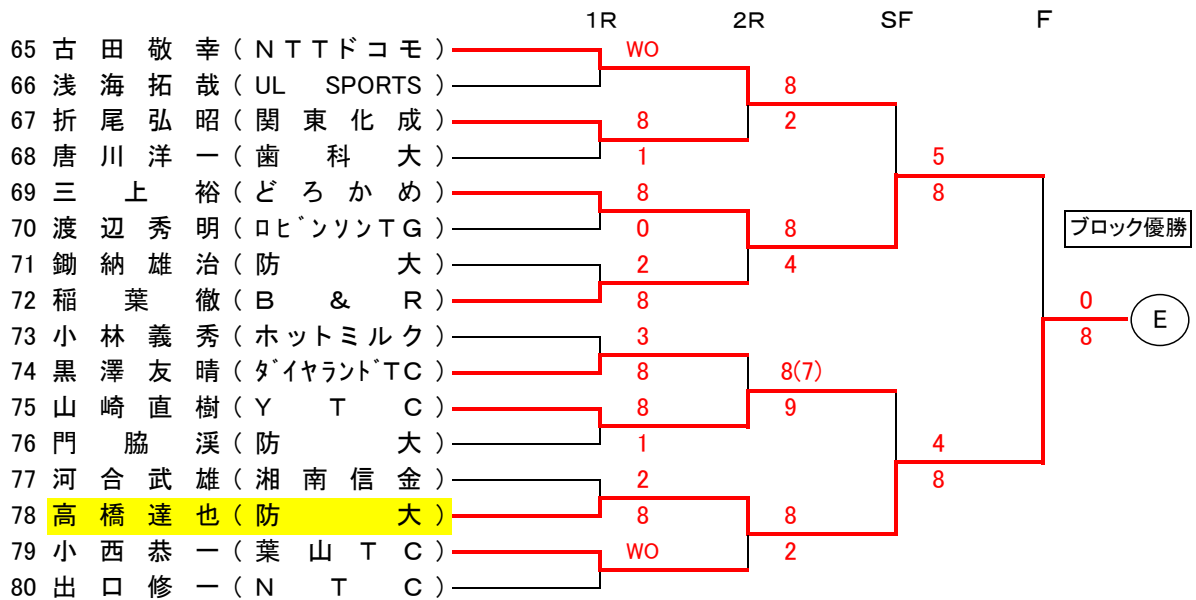 1R 2R SF F
65 古田敬幸(NTTドコモ) WO
66 浅海拓哉(UL SPORTS) 8
67 折尾弘昭(関東化成) 8 2
68 唐川洋一(歯科大) 1 5
69 三上裕(どろかめ) 8 8
70 渡辺秀明(ロビンソンTG) 0 8 ブロック優勝
71 鋤納雄治(防大) 2 4
72 稲葉徹(B&R) 8 0
73 小林義秀(ホットミルク) 3 8 E
74 黒澤友晴(ダイヤランドTC) 8 8(7)
75 山崎直樹(YTC) 8 9
76 門脇渓(防大) 1 4
77 河合武雄(湘南信金) 2 8
78 高橋達也(防大) 8 8
79 小西恭一(葉山TC) WO 2
80 出口修一(NTC)